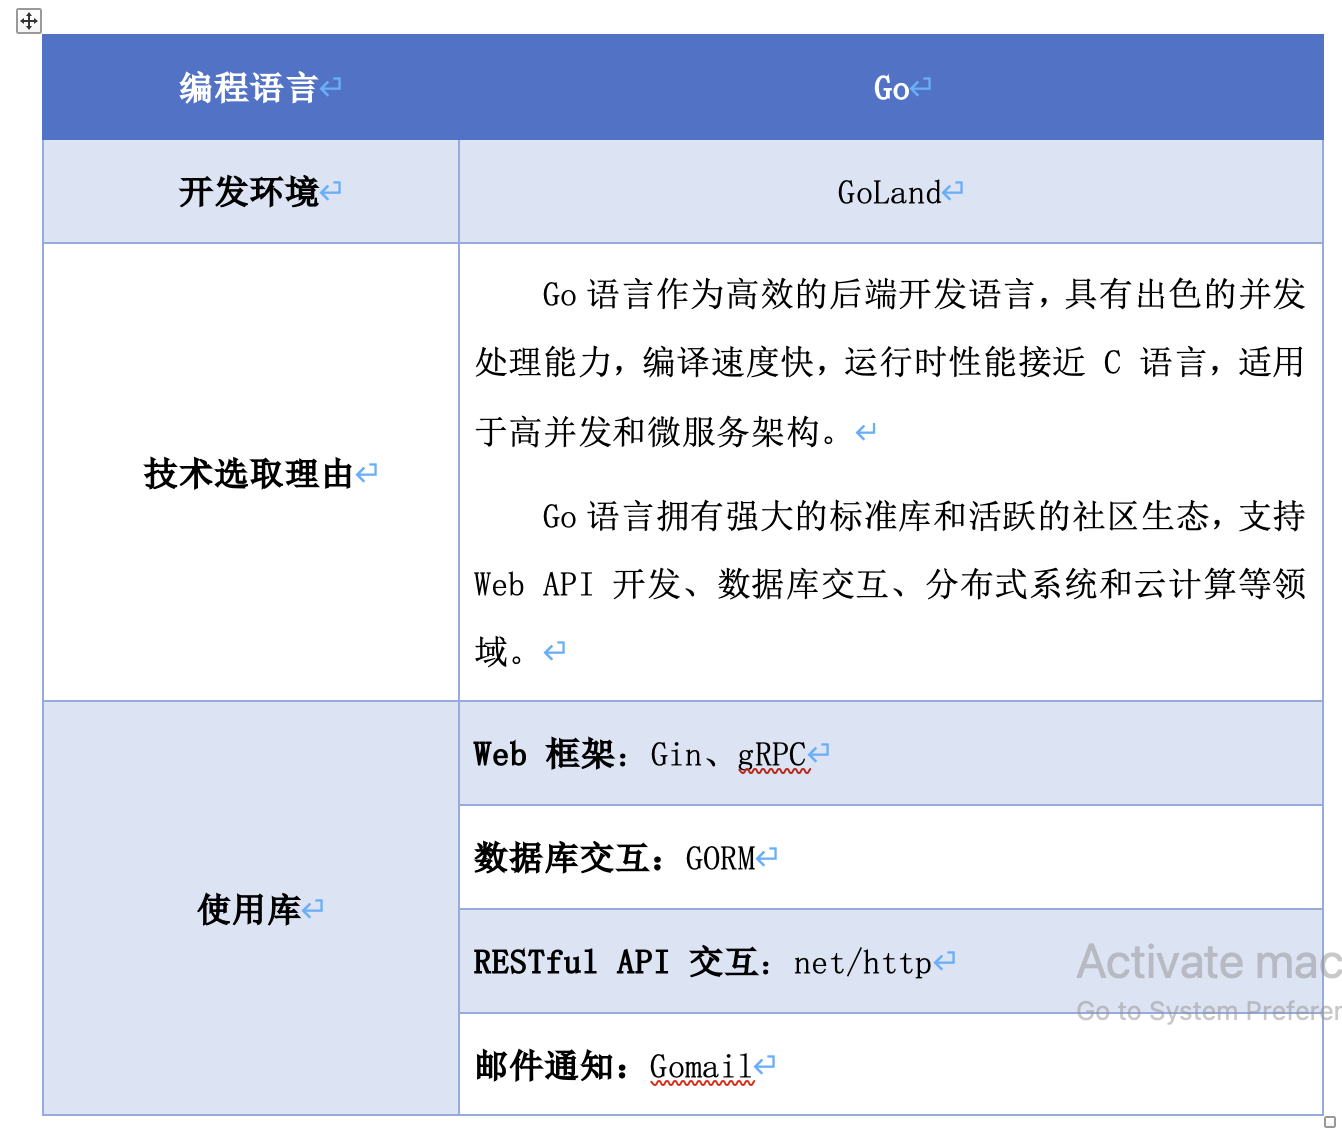 编程语言 Go
开发环境 GoLand
技术选取理由
Go 语言作为高效的后端开发语言，具有出色的并发
处理能力，编译速度快，运行时性能接近 C 语言，适用
于高并发和微服务架构。
Go 语言拥有强大的标准库和活跃的社区生态，支持
Web API 开发、数据库交互、分布式系统和云计算等领
域。
使用库
Web 框架：Gin、gRPC
数据库交互：GORM
RESTful API 交互：net/http
邮件通知：Gomail
Activate mac
Go to System Preferer